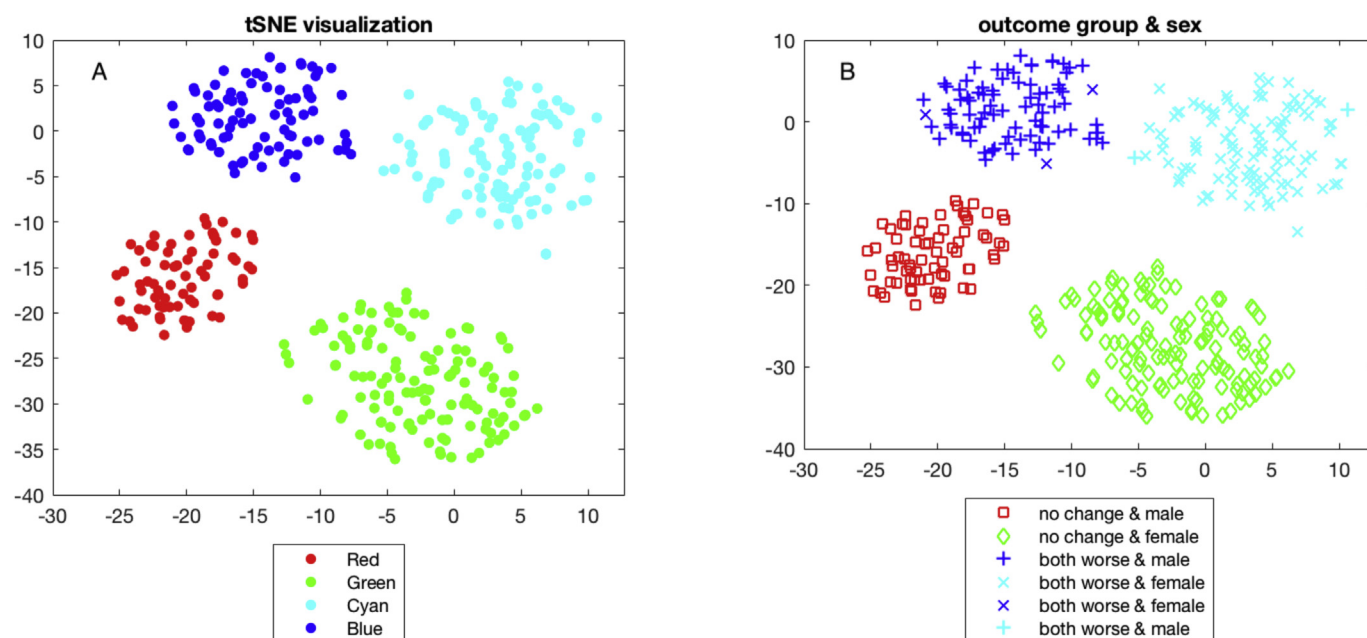 tSNE visualization
A
10
5
0
-5
-10
-15
-20
-25
-30
-35
-40
-30 -25 -20 -15 -10 -5 0 5 10
Red
Green
Cyan
Blue
outcome group & sex
B
10
0
-10
-20
-30
-40
-30 -25 -20 -15 -10 -5 0 5 10
no change & male
no change & female
both worse & male
both worse & female
both worse & female
both worse & male